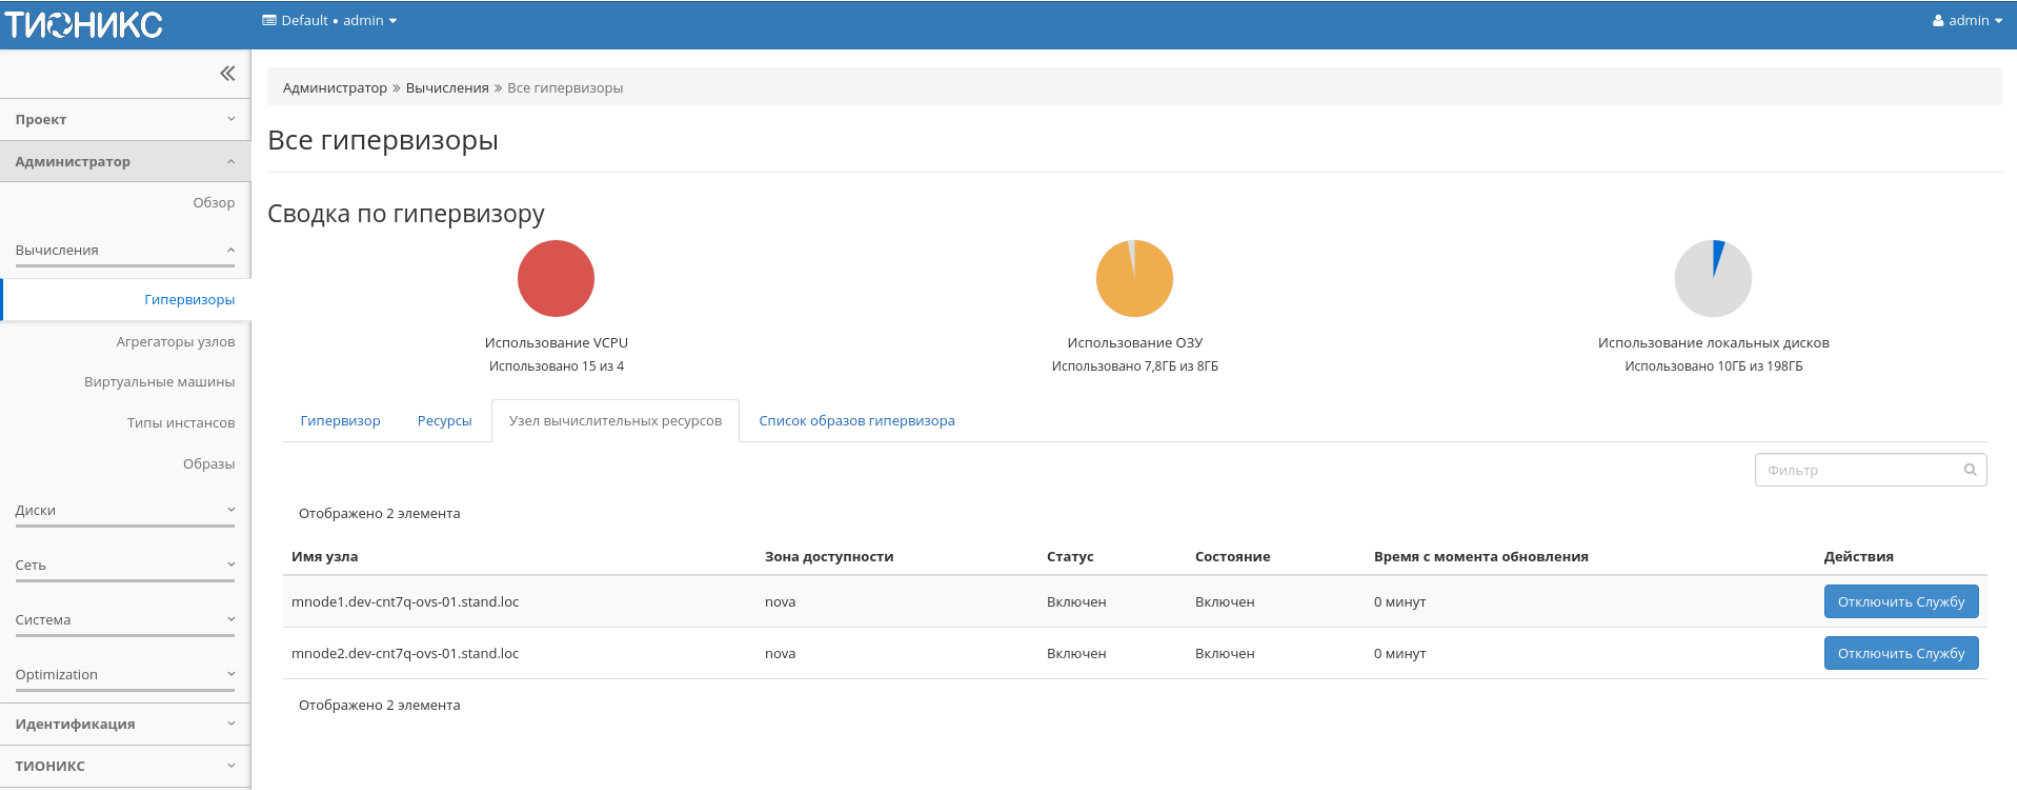 ТИОНИКС
Default • admin
admin
Проект
Администратор
Обзор
Вычисления
Гипервизоры
Агрегаторы узлов
Виртуальные машины
Типы инстансов
Образы
Диски
Сеть
Система
Optimization
Идентификация
ТИОНИКС
Администратор » Вычисления » Все гипервизоры
Все гипервизоры
Сводка по гипервизору
Использование VCPU
Использовано 15 из 4
Использование ОЗУ
Использовано 7,8ГБ из 8ГБ
Использование локальных дисков
Использовано 10ГБ из 198ГБ
Гипервизор Ресурсы Узел вычислительных ресурсов Список образов гипервизора
Фильтр
Отображено 2 элемента
Имя узла Зона доступности Статус Состояние Время с момента обновления Действия
mnode1.dev-cnt7q-ovs-01.stand.loc nova Включен Включен 0 минут Отключить Службу
mnode2.dev-cnt7q-ovs-01.stand.loc nova Включен Включен 0 минут Отключить Службу
Отображено 2 элемента